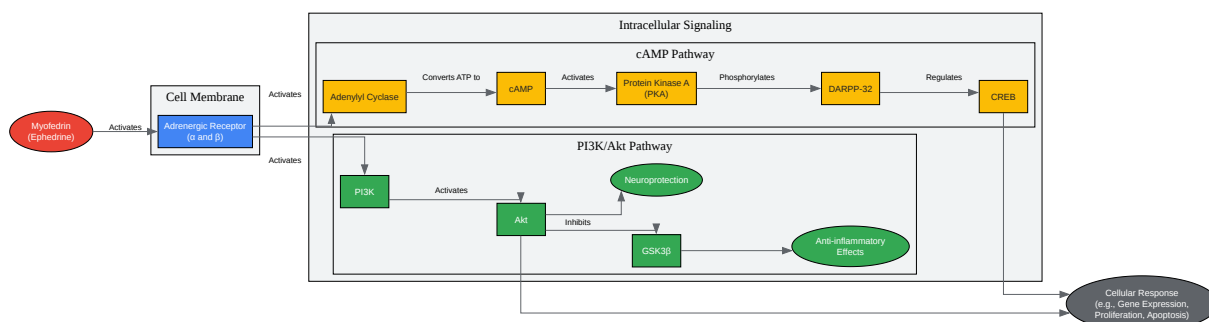 Intracellular Signaling
cAMP Pathway
Converts ATP to
Activates
Phosphorylates
Regulates
Adenylyl Cyclase
cAMP
Protein Kinase A
(PKA)
DARPP-32
CREB
Cell Membrane
Activates
Myofedrin
(Ephedrine)
Activates
Adrenergic Receptor
(α and β)
Activates
PI3K/Akt Pathway
PI3K
Activates
Neuroprotection
Akt
Inhibits
GSK3β
Anti-inflammatory
Effects
Cellular Response
(e.g., Gene Expression,
Proliferation, Apoptosis)